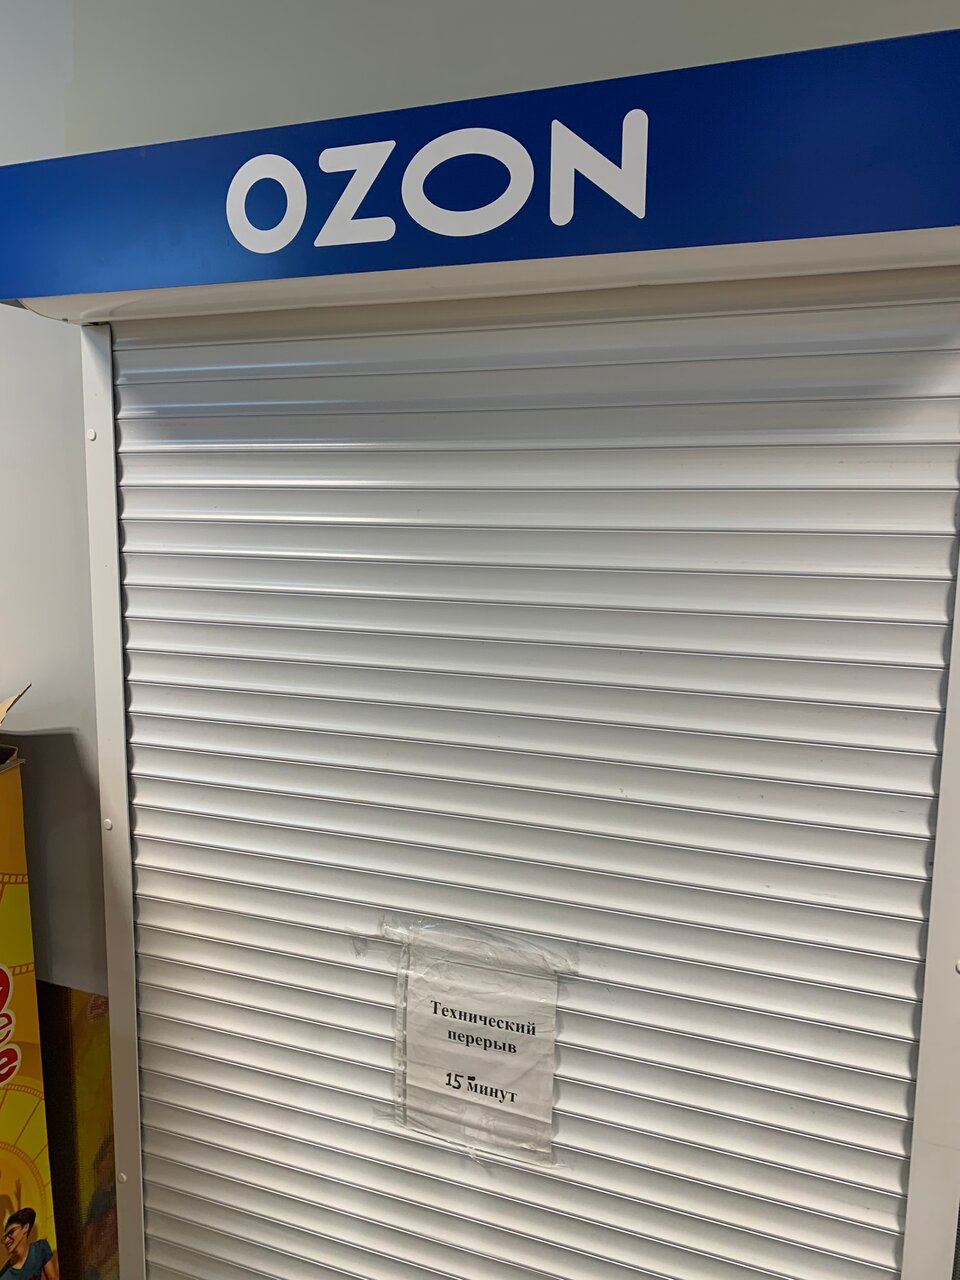 OZON
Технический
перерыв
15 минут